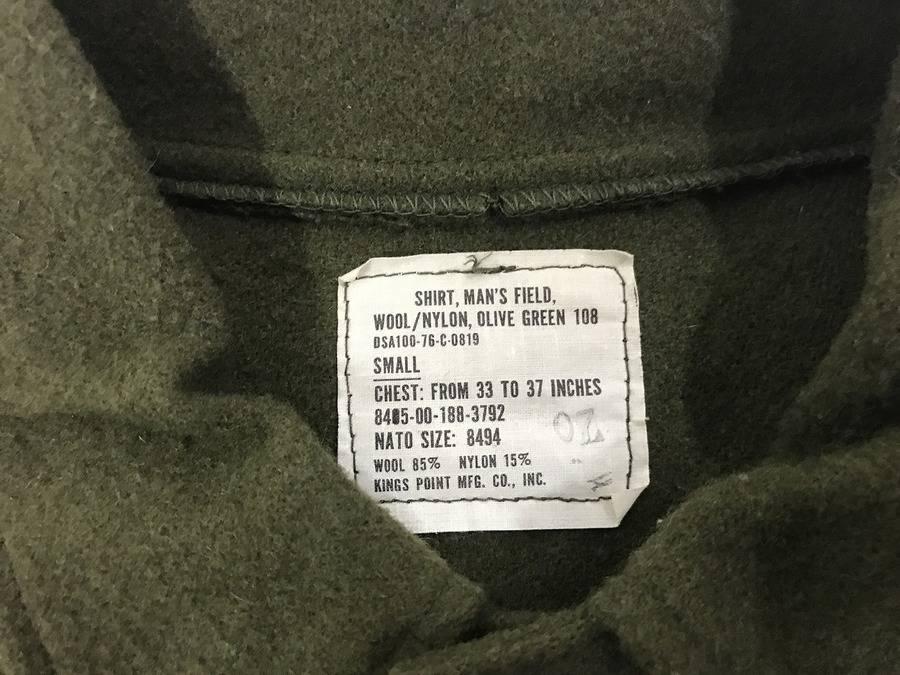 SHIRT, MAN'S FIELD,
WOOL/NYLON, OLIVE GREEN 108
DSA100-76-C-0819
SMALL
CHEST: FROM 33 TO 37 INCHES
8405-00-188-3792
NATO SIZE: 8494
WOOL 85% NYLON 15%
KINGS POINT MFG. CO., INC.